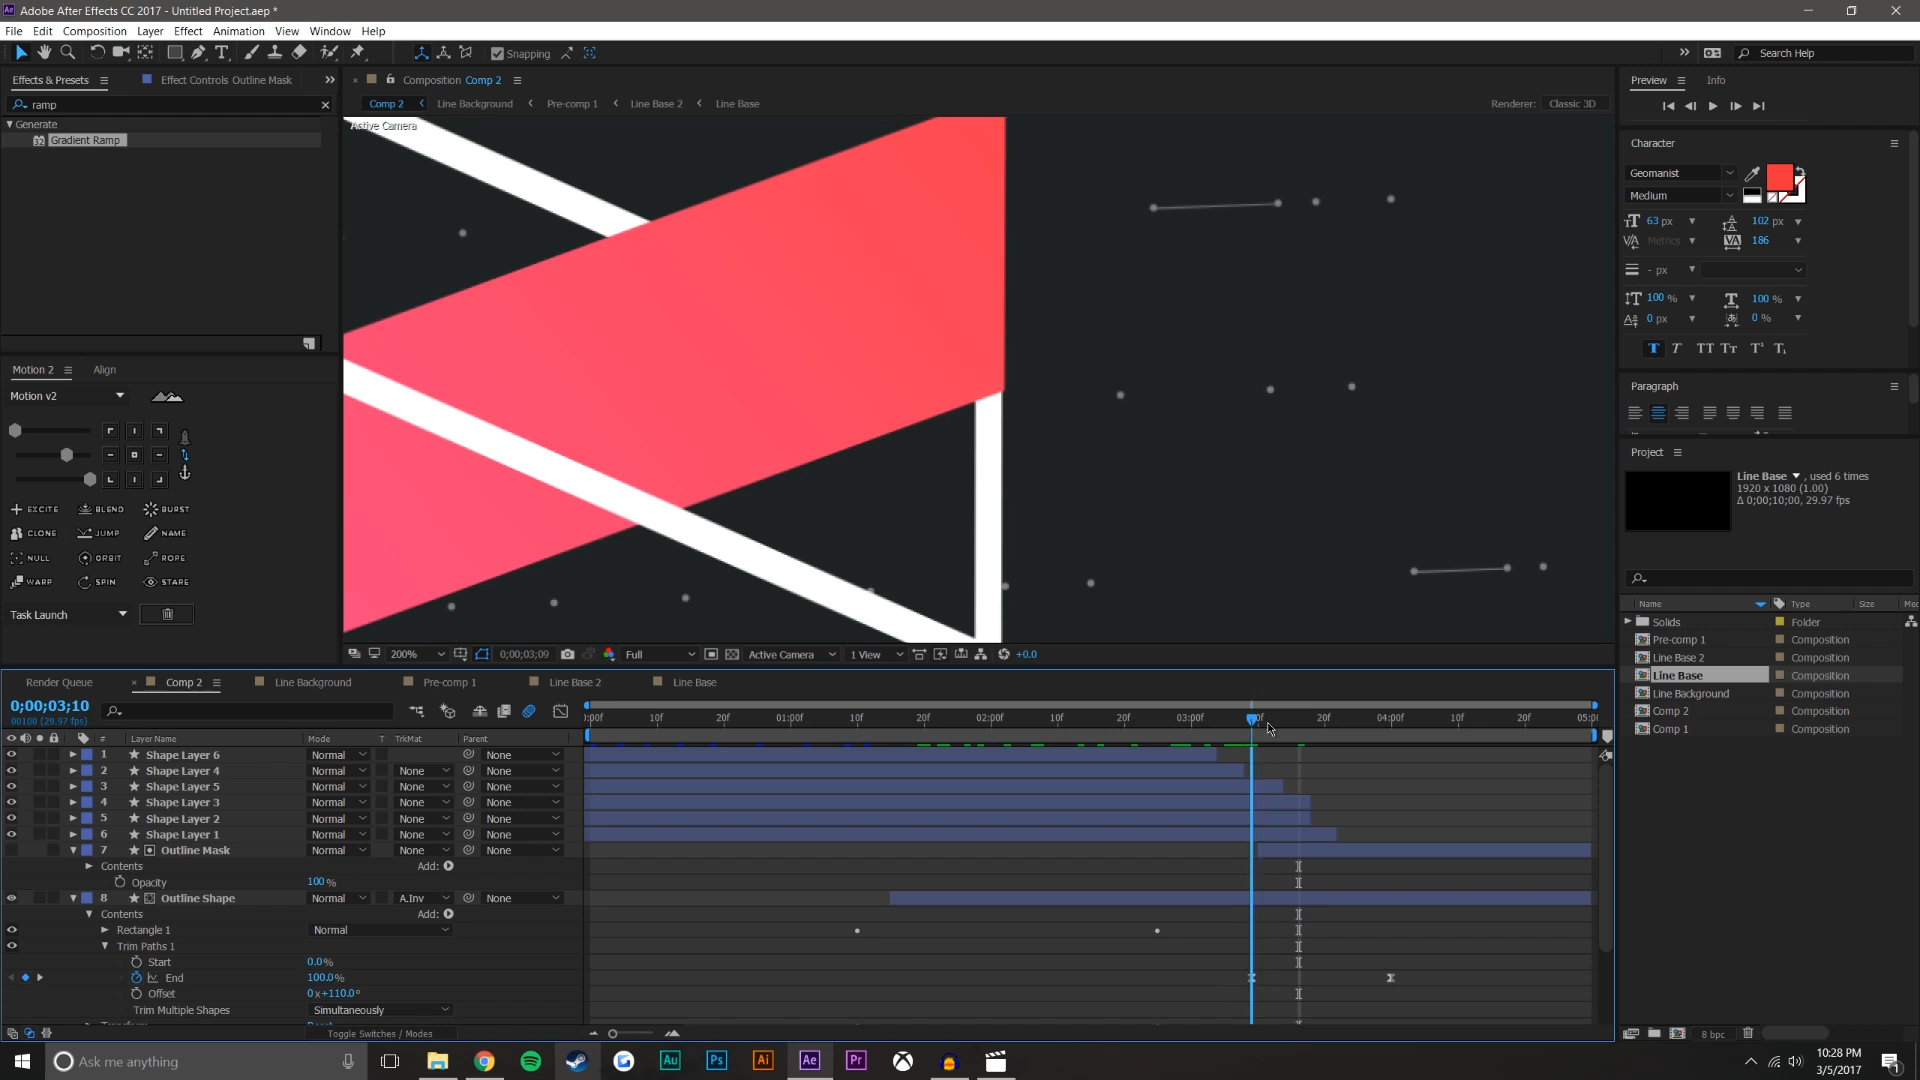 Adobe After Effects CC 2017 - Untitled Project.aep *
File Edit Composition Layer Effect Animation View Window Help
Snapping
Search Help
Effects & Presets
Effect Controls Outline Mask
ramp
Generate
Gradient Ramp
Motion 2 Align
Motion v2
EXCITE BLEND BURST
CLONE JUMP NAME
NULL ORBIT ROPE
WARP SPIN STARE
Task Launch
Composition Comp 2
Comp 2 Line Background Pre-comp 1 Line Base 2 Line Base
Renderer: Classic 3D
Active Camera
200% 0;00;03;09 Full Active Camera 1 View +0.0
Preview Info
Character
Geomanist
Medium
63 px 102 px
Metrics 186
- px
100 % 100 %
0 px 0 %
Paragraph
Project
Line Base , used 6 times
1920 x 1080 (1.00)
Δ 0;00;10;00, 29.97 fps
Name Type Size Med
Solids Folder
Pre-comp 1 Composition
Line Base 2 Composition
Line Base Composition
Line Background Composition
Comp 2 Composition
Comp 1 Composition
8 bpc
Render Queue Comp 2 Line Background Pre-comp 1 Line Base 2 Line Base
0;00;03;10
00100 (29.97 fps)
:00f 10f 20f 01:00f 10f 20f 02:00f 10f 20f 03:00f 20f 04:00f 10f 20f
# Layer Name Mode T TrkMat Parent
1 Shape Layer 6 Normal None
2 Shape Layer 4 Normal None None
3 Shape Layer 5 Normal None None
4 Shape Layer 3 Normal None None
5 Shape Layer 2 Normal None None
6 Shape Layer 1 Normal None None
7 Outline Mask Normal None None
Contents Add:
Opacity 100 %
8 Outline Shape Normal A.Inv None
Contents Add:
Rectangle 1 Normal
Trim Paths 1
Start 0.0%
End 100.0%
Offset 0x+110.0°
Trim Multiple Shapes Simultaneously
Toggle Switches / Modes
Ask me anything
Au Ps Ai Ae Pr
10:28 PM
3/5/2017
1